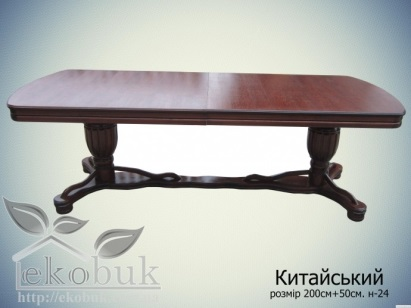 Китайський
розмір 200см+50см. н-24
ekobuk
http://ekobuk.